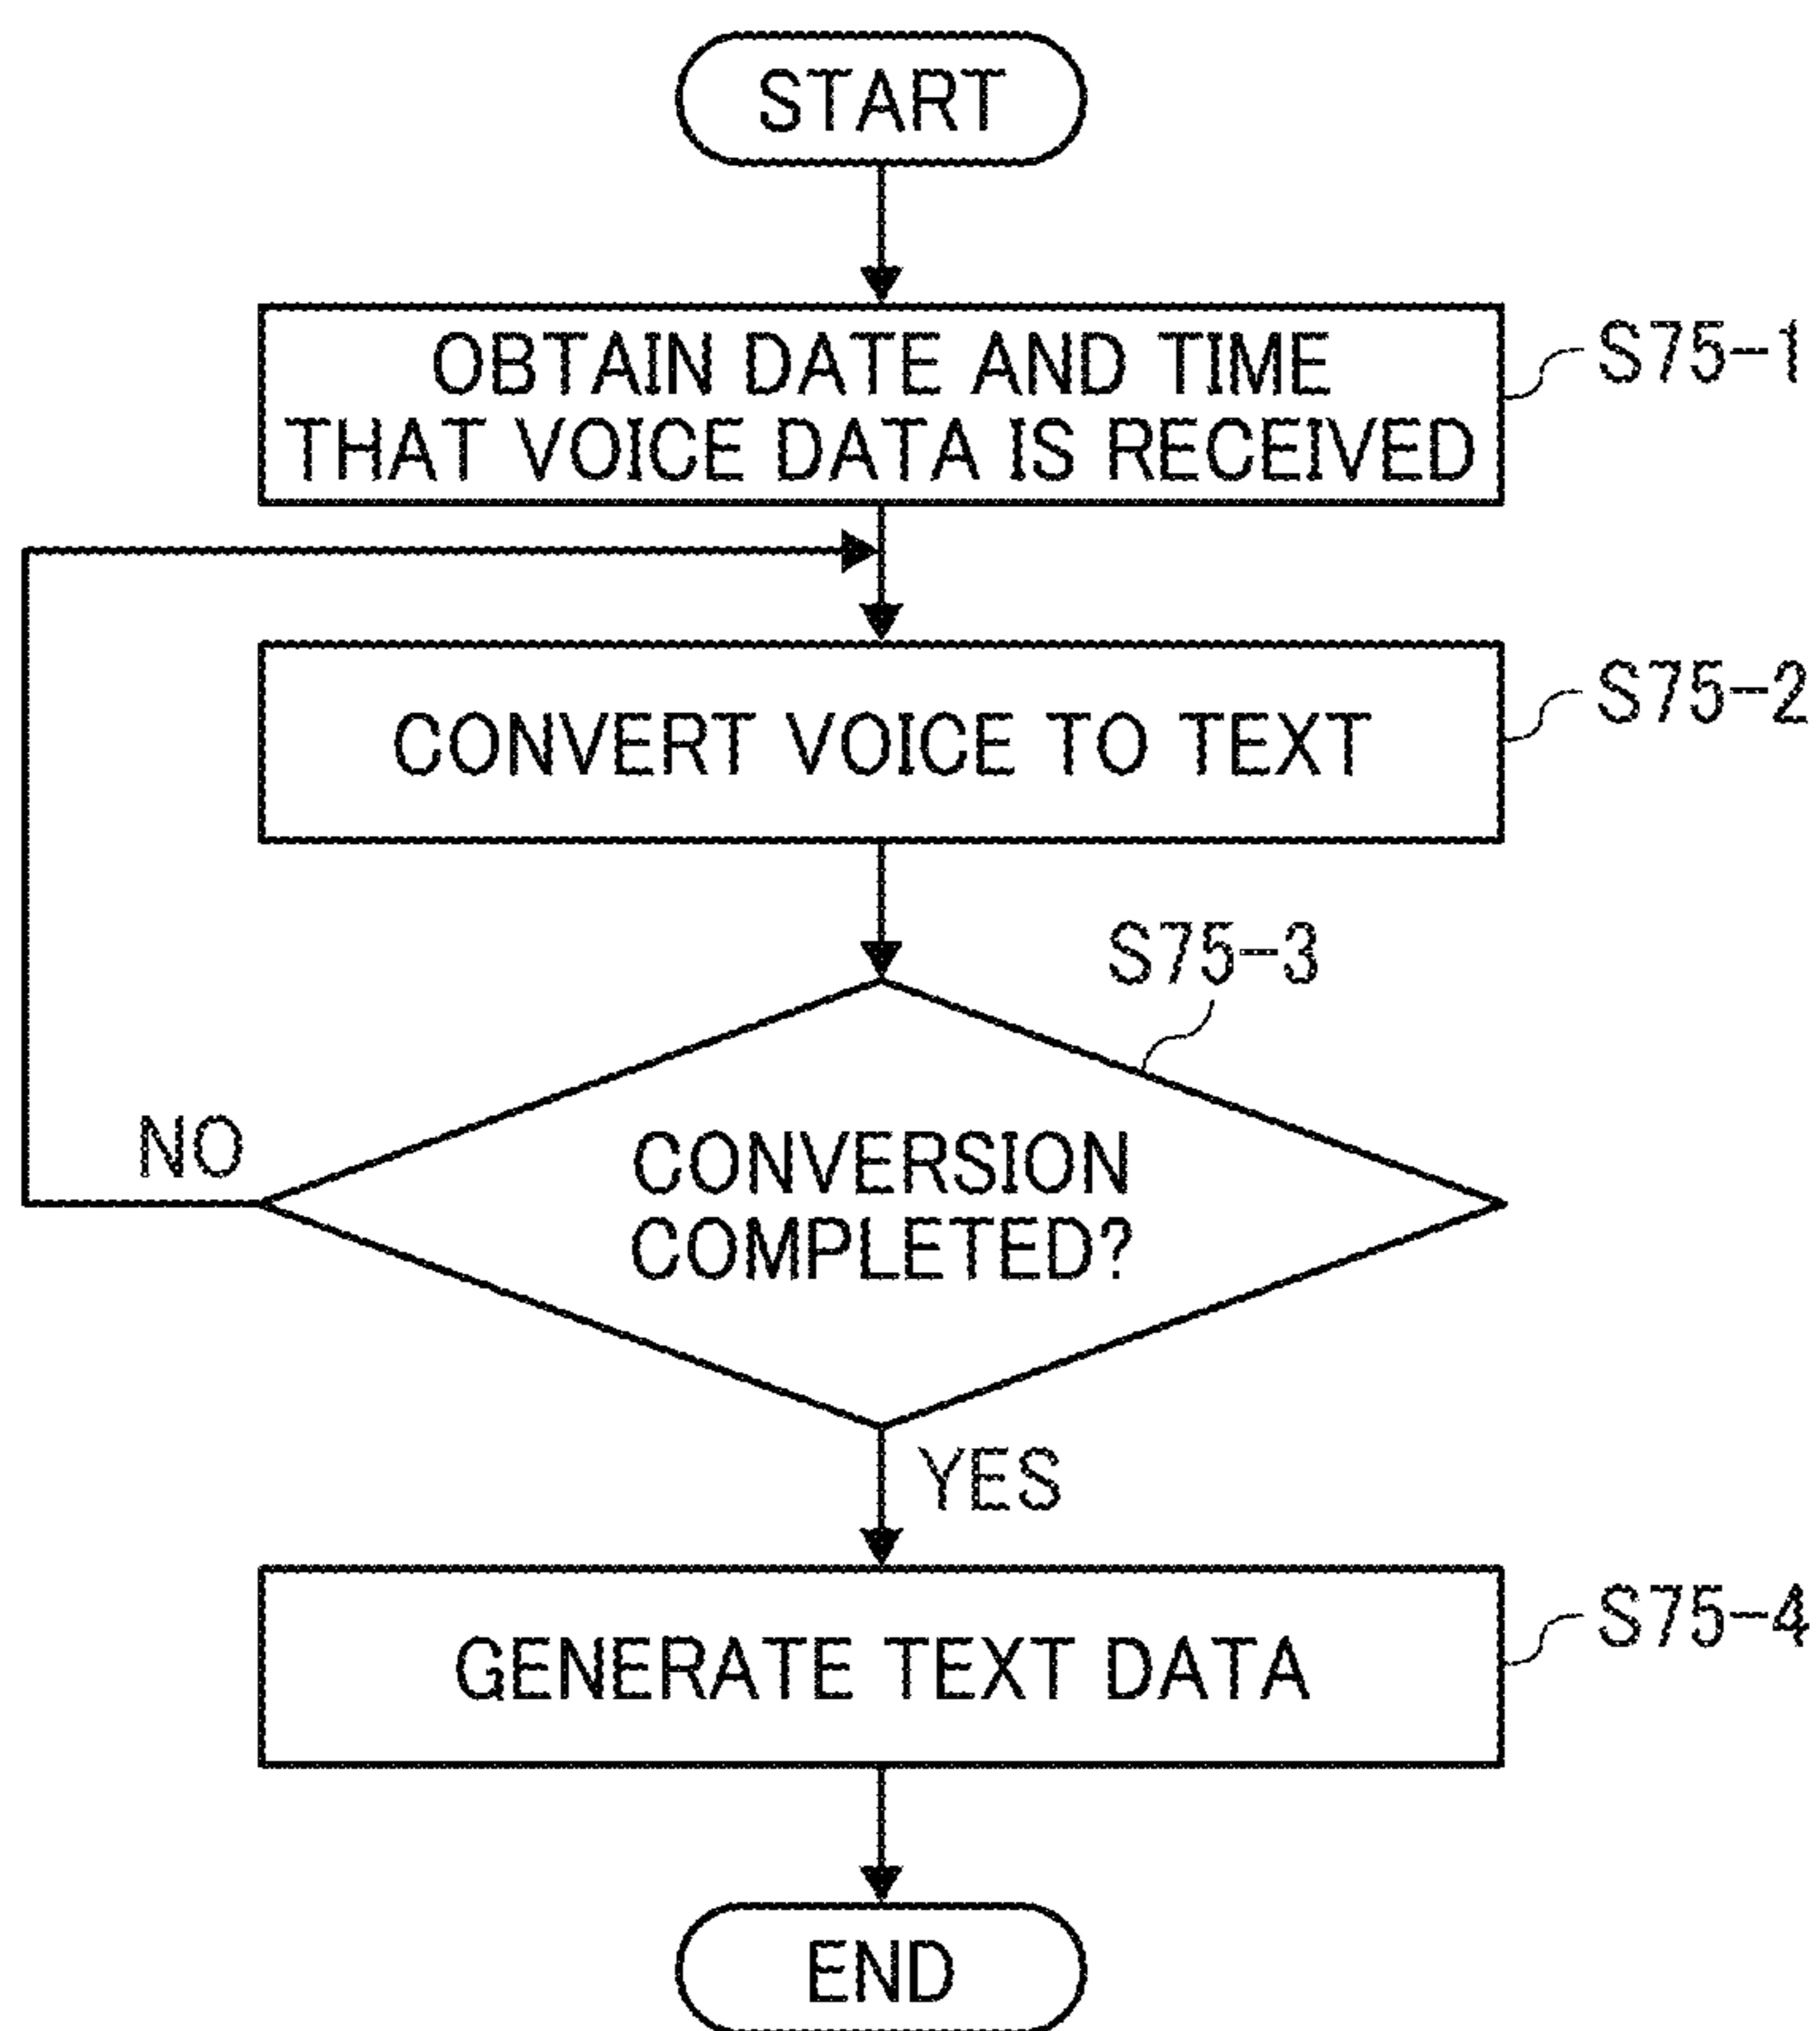 START
OBTAIN DATE AND TIME
THAT VOICE DATA IS RECEIVED
S75-1
CONVERT VOICE TO TEXT
S75-2
S75-3
CONVERSION
COMPLETED?
NO
YES
GENERATE TEXT DATA
S75-4
END